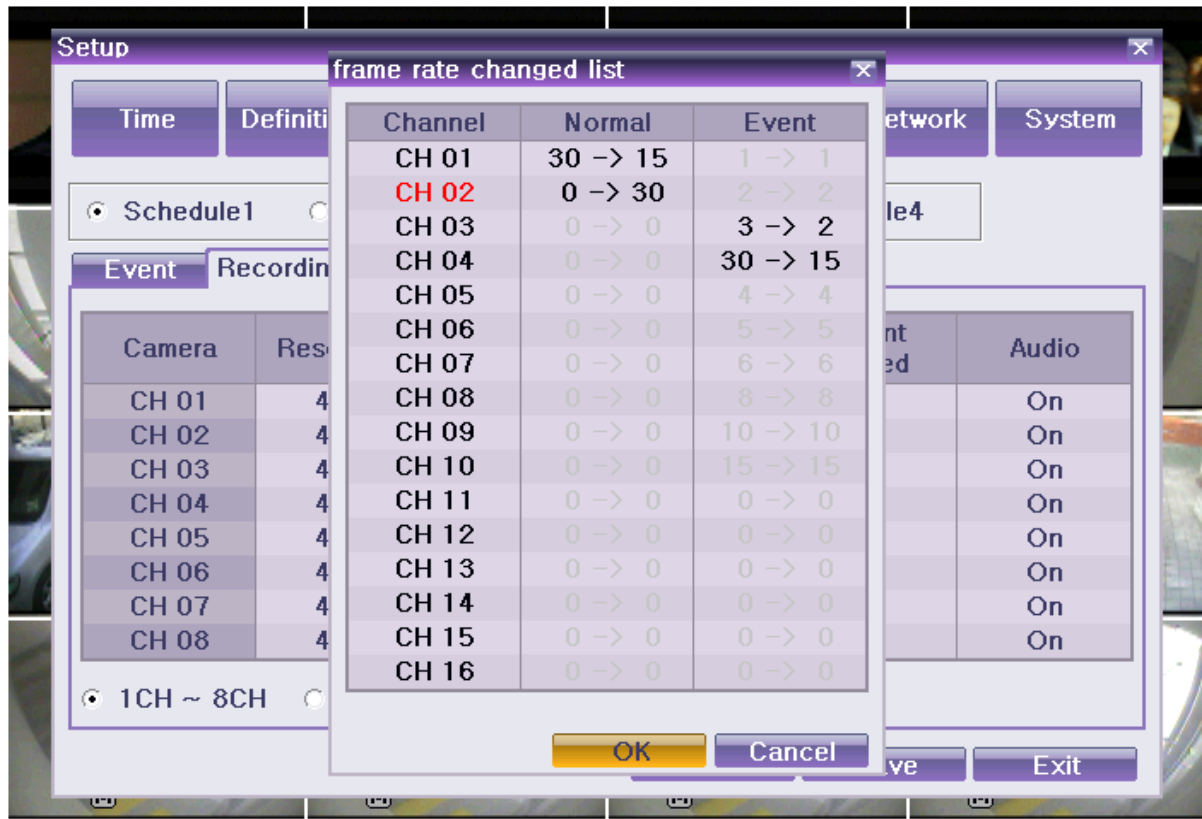 Setup
frame rate changed list
Time Definiti etwork System
Schedule1 le4
Event Recordin
Camera Res nt ed Audio
CH 01 4 On
CH 02 4 On
CH 03 4 On
CH 04 4 On
CH 05 4 On
CH 06 4 On
CH 07 4 On
CH 08 4 On
1CH ~ 8CH
Channel Normal Event
CH 01 30 -> 15 1 -> 1
CH 02 0 -> 30 2 -> 2
CH 03 0 -> 0 3 -> 2
CH 04 0 -> 0 30 -> 15
CH 05 0 -> 0 4 -> 4
CH 06 0 -> 0 5 -> 5
CH 07 0 -> 0 6 -> 6
CH 08 0 -> 0 8 -> 8
CH 09 0 -> 0 10 -> 10
CH 10 0 -> 0 15 -> 15
CH 11 0 -> 0 0 -> 0
CH 12 0 -> 0 0 -> 0
CH 13 0 -> 0 0 -> 0
CH 14 0 -> 0 0 -> 0
CH 15 0 -> 0 0 -> 0
CH 16 0 -> 0 0 -> 0
OK Cancel
ve Exit